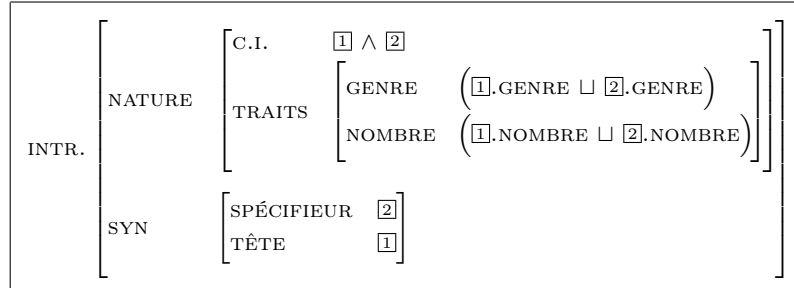 C.I. 1 ∧ 2
GENRE (1.GENRE ⊔ 2.GENRE)
NATURE
TRAITS
NOMBRE (1.NOMBRE ⊔ 2.NOMBRE)
INTR.
SPÉCIFIEUR 2
SYN
TÊTE 1